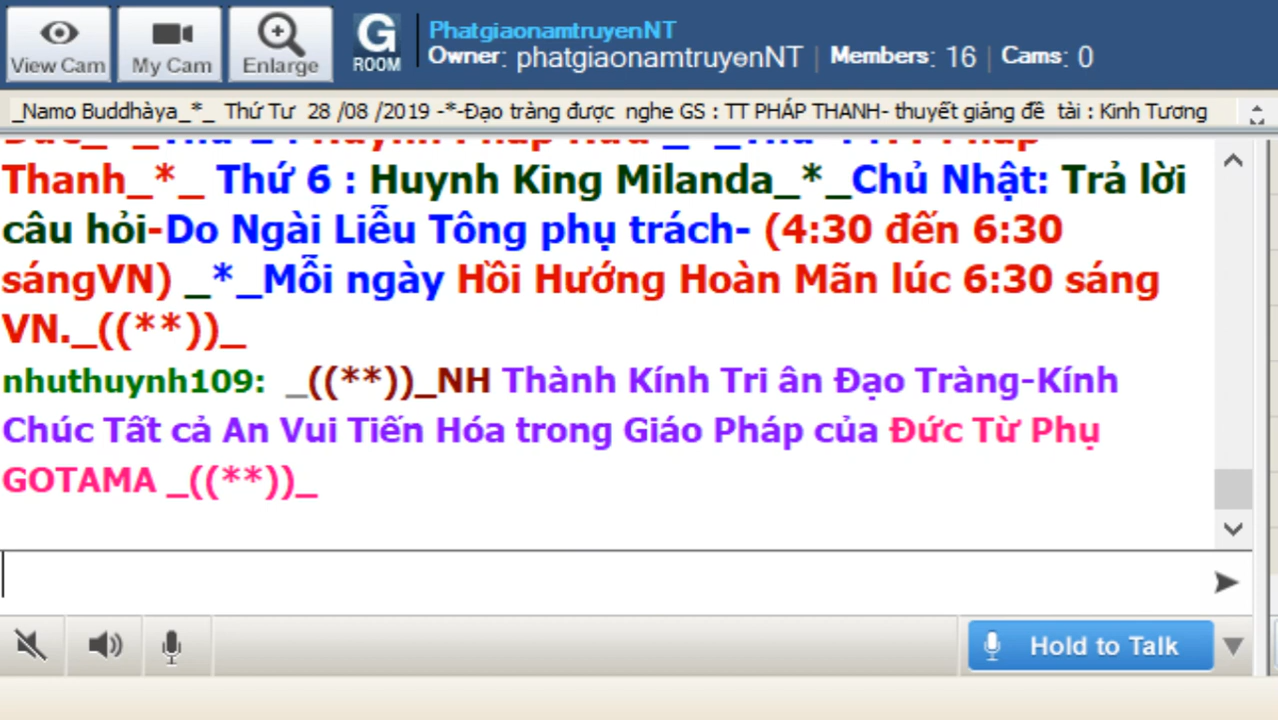 View Cam
My Cam
Enlarge
G
ROOM
PhatgiaonamtruyenNT
Owner: phatgiaonamtruyenNT | Members: 16 | Cams: 0
_Namo Buddhàya_*_ Thứ Tư 28 /08 /2019 -*-Đạo tràng được nghe GS : TT PHÁP THANH- thuyết giảng đề tài : Kinh Tương
Thanh_*_ Thứ 6 : Huynh King Milanda_*_Chủ Nhật: Trả lời
câu hỏi-Do Ngài Liễu Tông phụ trách- (4:30 đến 6:30
sángVN) _*_Mỗi ngày Hồi Hướng Hoàn Mãn lúc 6:30 sáng
VN._((**))_
nhuthuynh109: _((**))_NH Thành Kính Tri ân Đạo Tràng-Kính
Chúc Tất cả An Vui Tiến Hóa trong Giáo Pháp của Đức Từ Phụ
GOTAMA _((**))_
Hold to Talk